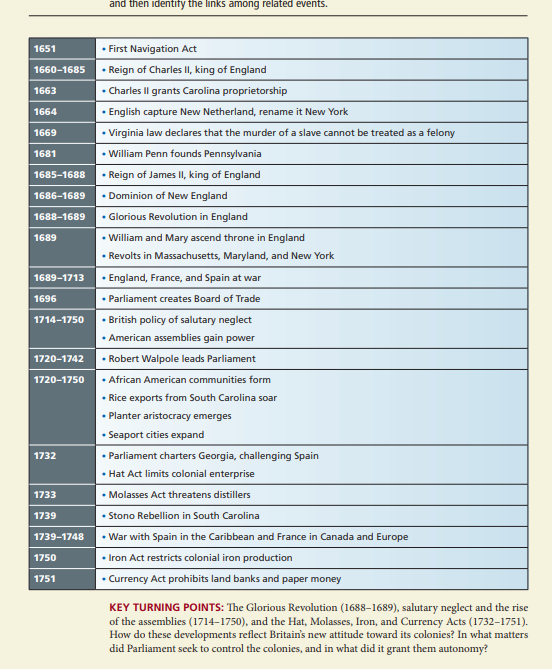 and then identify the links among related events.
1651 • First Navigation Act
1660–1685 • Reign of Charles II, king of England
1663 • Charles II grants Carolina proprietorship
1664 • English capture New Netherland, rename it New York
1669 • Virginia law declares that the murder of a slave cannot be treated as a felony
1681 • William Penn founds Pennsylvania
1685–1688 • Reign of James II, king of England
1686–1689 • Dominion of New England
1688–1689 • Glorious Revolution in England
1689 • William and Mary ascend throne in England
• Revolts in Massachusetts, Maryland, and New York
1689–1713 • England, France, and Spain at war
1696 • Parliament creates Board of Trade
1714–1750 • British policy of salutary neglect
• American assemblies gain power
1720–1742 • Robert Walpole leads Parliament
1720–1750 • African American communities form
• Rice exports from South Carolina soar
• Planter aristocracy emerges
• Seaport cities expand
1732 • Parliament charters Georgia, challenging Spain
• Hat Act limits colonial enterprise
1733 • Molasses Act threatens distillers
1739 • Stono Rebellion in South Carolina
1739–1748 • War with Spain in the Caribbean and France in Canada and Europe
1750 • Iron Act restricts colonial iron production
1751 • Currency Act prohibits land banks and paper money
KEY TURNING POINTS: The Glorious Revolution (1688–1689), salutary neglect and the rise
of the assemblies (1714–1750), and the Hat, Molasses, Iron, and Currency Acts (1732–1751).
How do these developments reflect Britain's new attitude toward its colonies? In what matters
did Parliament seek to control the colonies, and in what did it grant them autonomy?